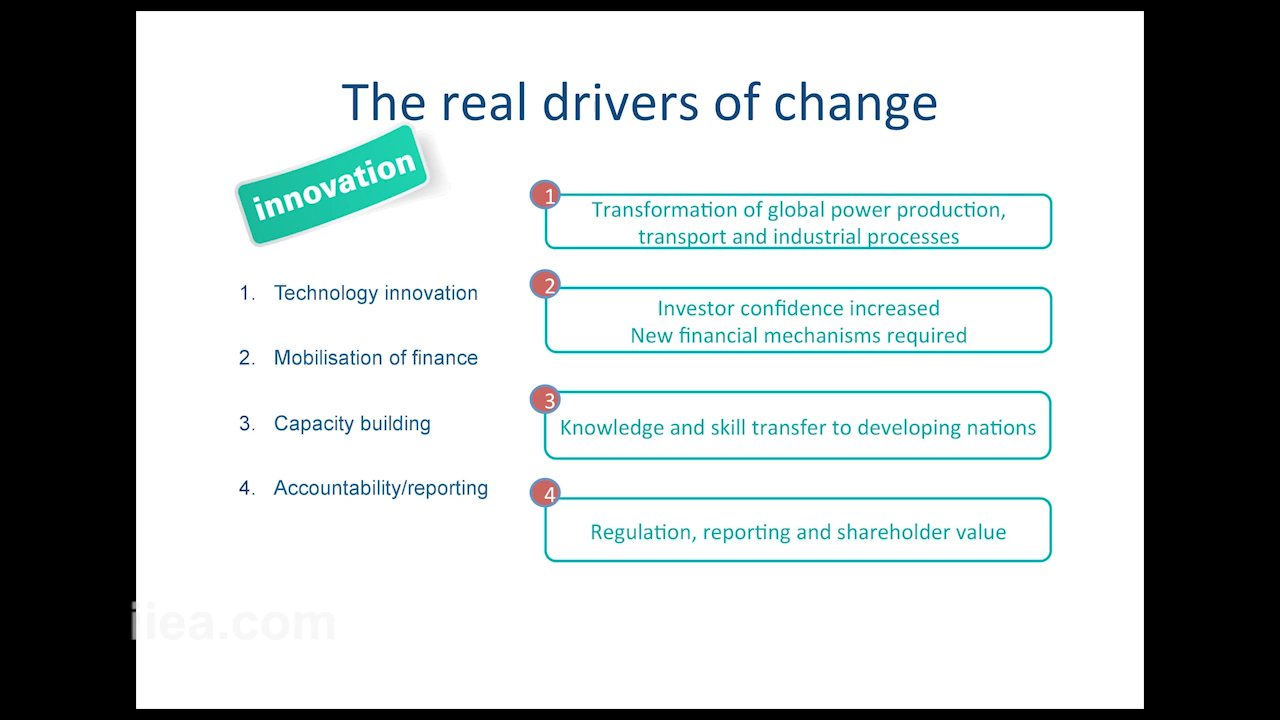 The real drivers of change
innovation
1. Technology innovation
2. Mobilisation of finance
3. Capacity building
4. Accountability/reporting
1
Transformation of global power production,
transport and industrial processes
2
Investor confidence increased
New financial mechanisms required
3
Knowledge and skill transfer to developing nations
4
Regulation, reporting and shareholder value
iiea.com